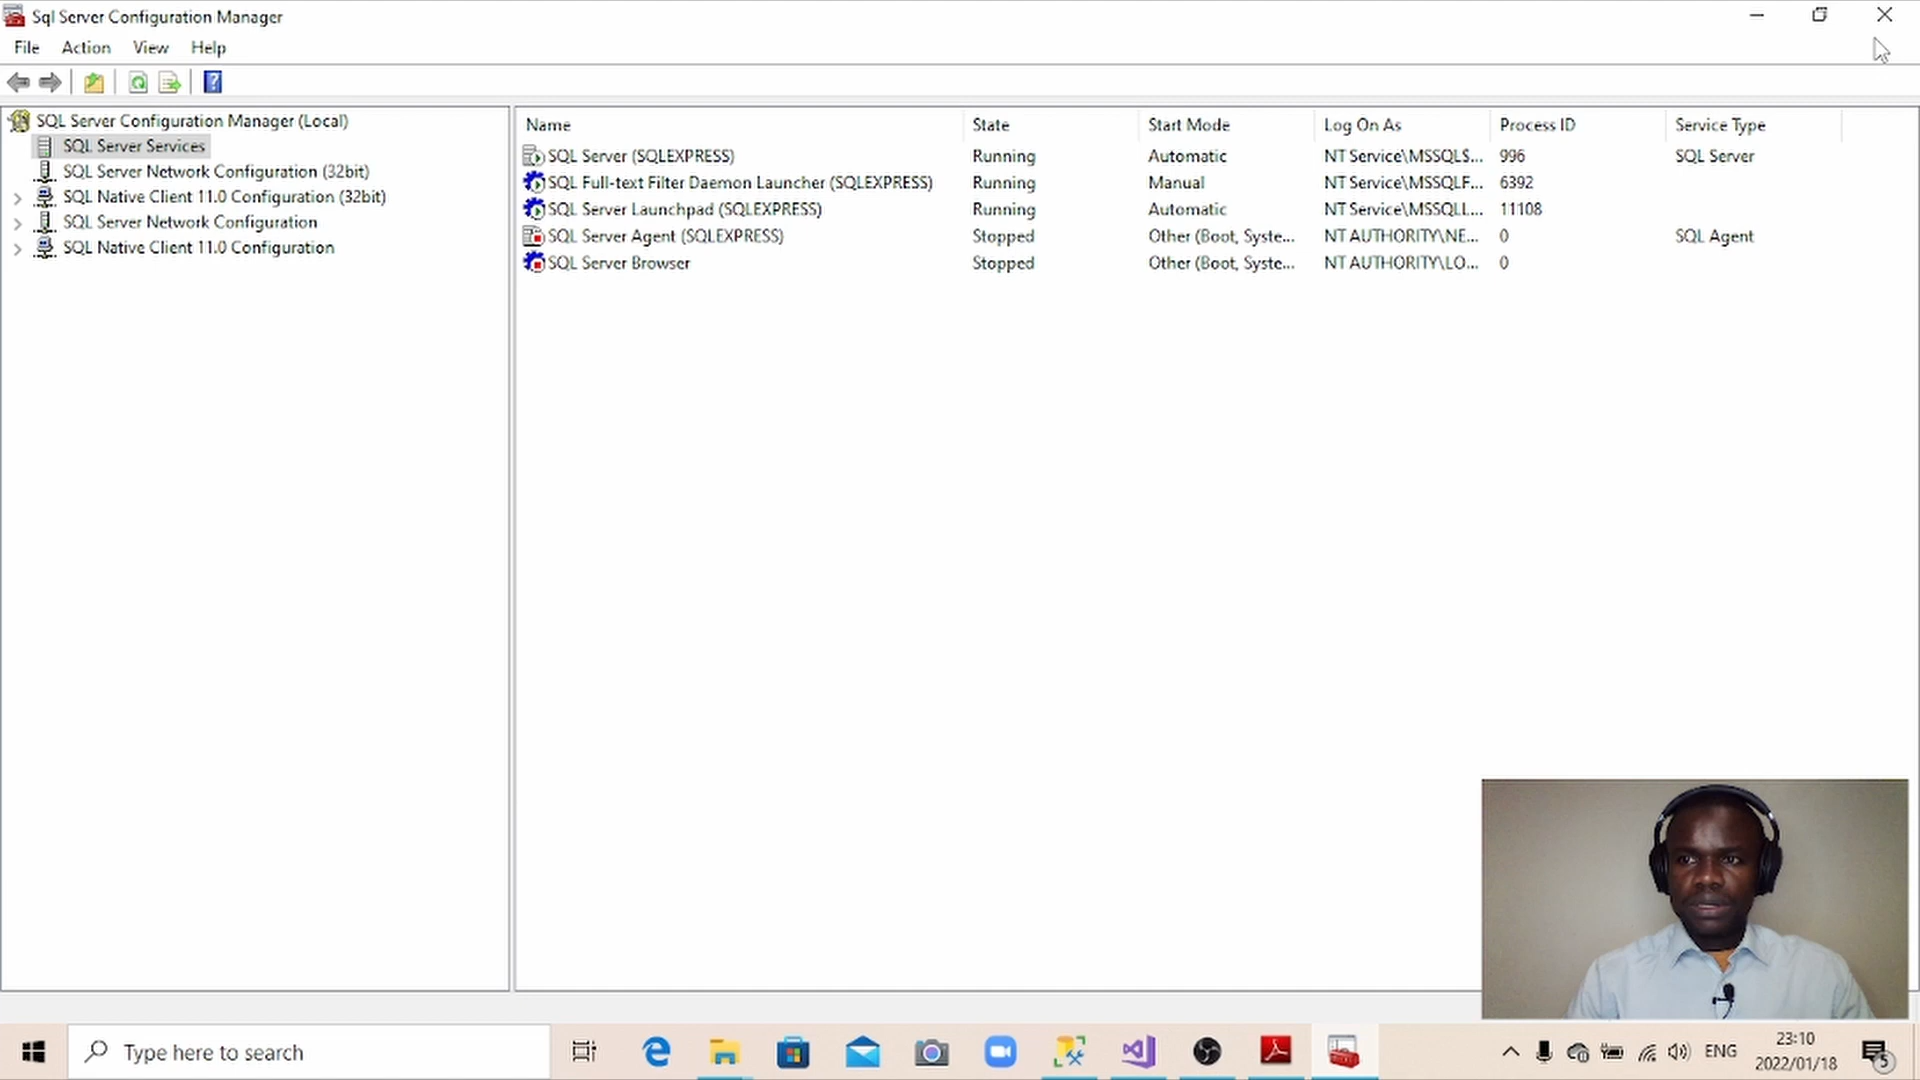 Sql Server Configuration Manager
File Action View Help
SQL Server Configuration Manager (Local)
SQL Server Services
SQL Server Network Configuration (32bit)
SQL Native Client 11.0 Configuration (32bit)
SQL Server Network Configuration
SQL Native Client 11.0 Configuration
Name State Start Mode Log On As Process ID Service Type
SQL Server (SQLEXPRESS) Running Automatic NT Service\MSSQL$... 996 SQL Server
SQL Full-text Filter Daemon Launcher (SQLEXPRESS) Running Manual NT Service\MSSQLF... 6392
SQL Server Launchpad (SQLEXPRESS) Running Automatic NT Service\MSSQLL... 11108
SQL Server Agent (SQLEXPRESS) Stopped Other (Boot, Syste... NT AUTHORITY\NE... 0 SQL Agent
SQL Server Browser Stopped Other (Boot, Syste... NT AUTHORITY\LO... 0
Type here to search
ENG
23:10
2022/01/18
5